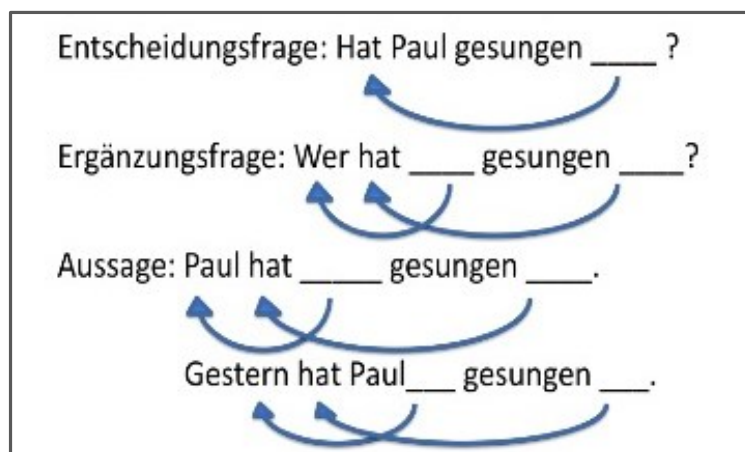 Entscheidungsfrage: Hat Paul gesungen ____ ?
Ergänzungsfrage: Wer hat ____ gesungen ____?
Aussage: Paul hat _____ gesungen ____.
Gestern hat Paul___ gesungen ___.